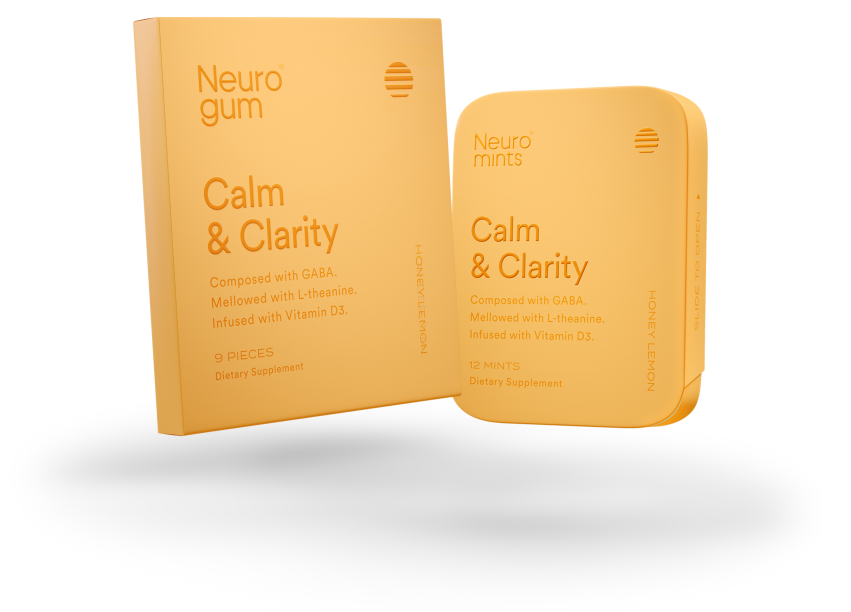 Neuro
gum
Calm
& Clarity
Composed with GABA.
Mellowed with L-theanine.
Infused with Vitamin D3.
9 PIECES
Dietary Supplement
HONEY LEMON
Neuro
mints
Calm
& Clarity
Composed with GABA.
Mellowed with L-theanine.
Infused with Vitamin D3.
12 MINTS
Dietary Supplement
HONEY LEMON
SLIDE TO OPEN